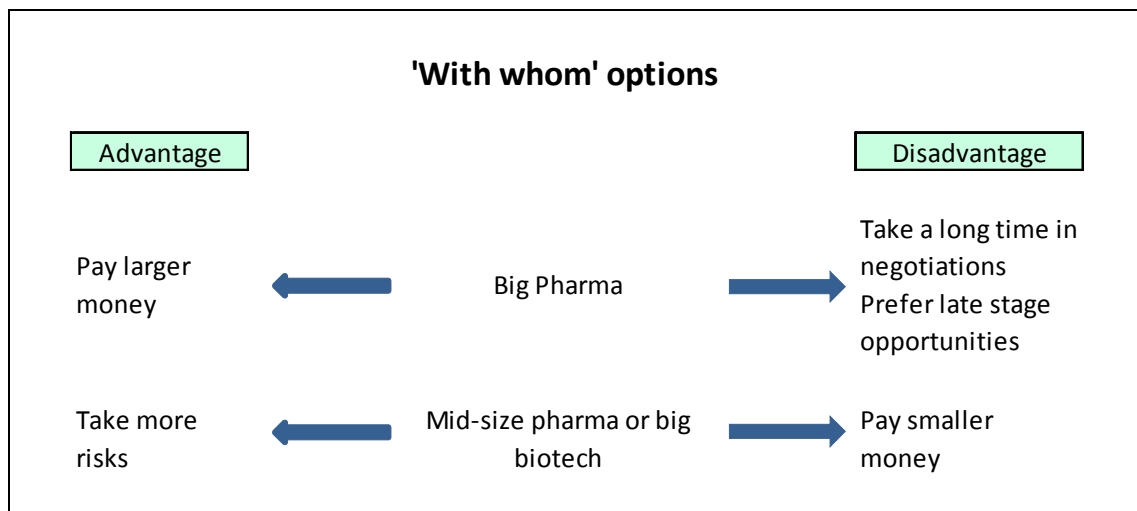 'With whom' options
Advantage
Disadvantage
Pay larger
money
Big Pharma
Take a long time in
negotiations
Prefer late stage
opportunities
Take more
risks
Mid-size pharma or big
biotech
Pay smaller
money